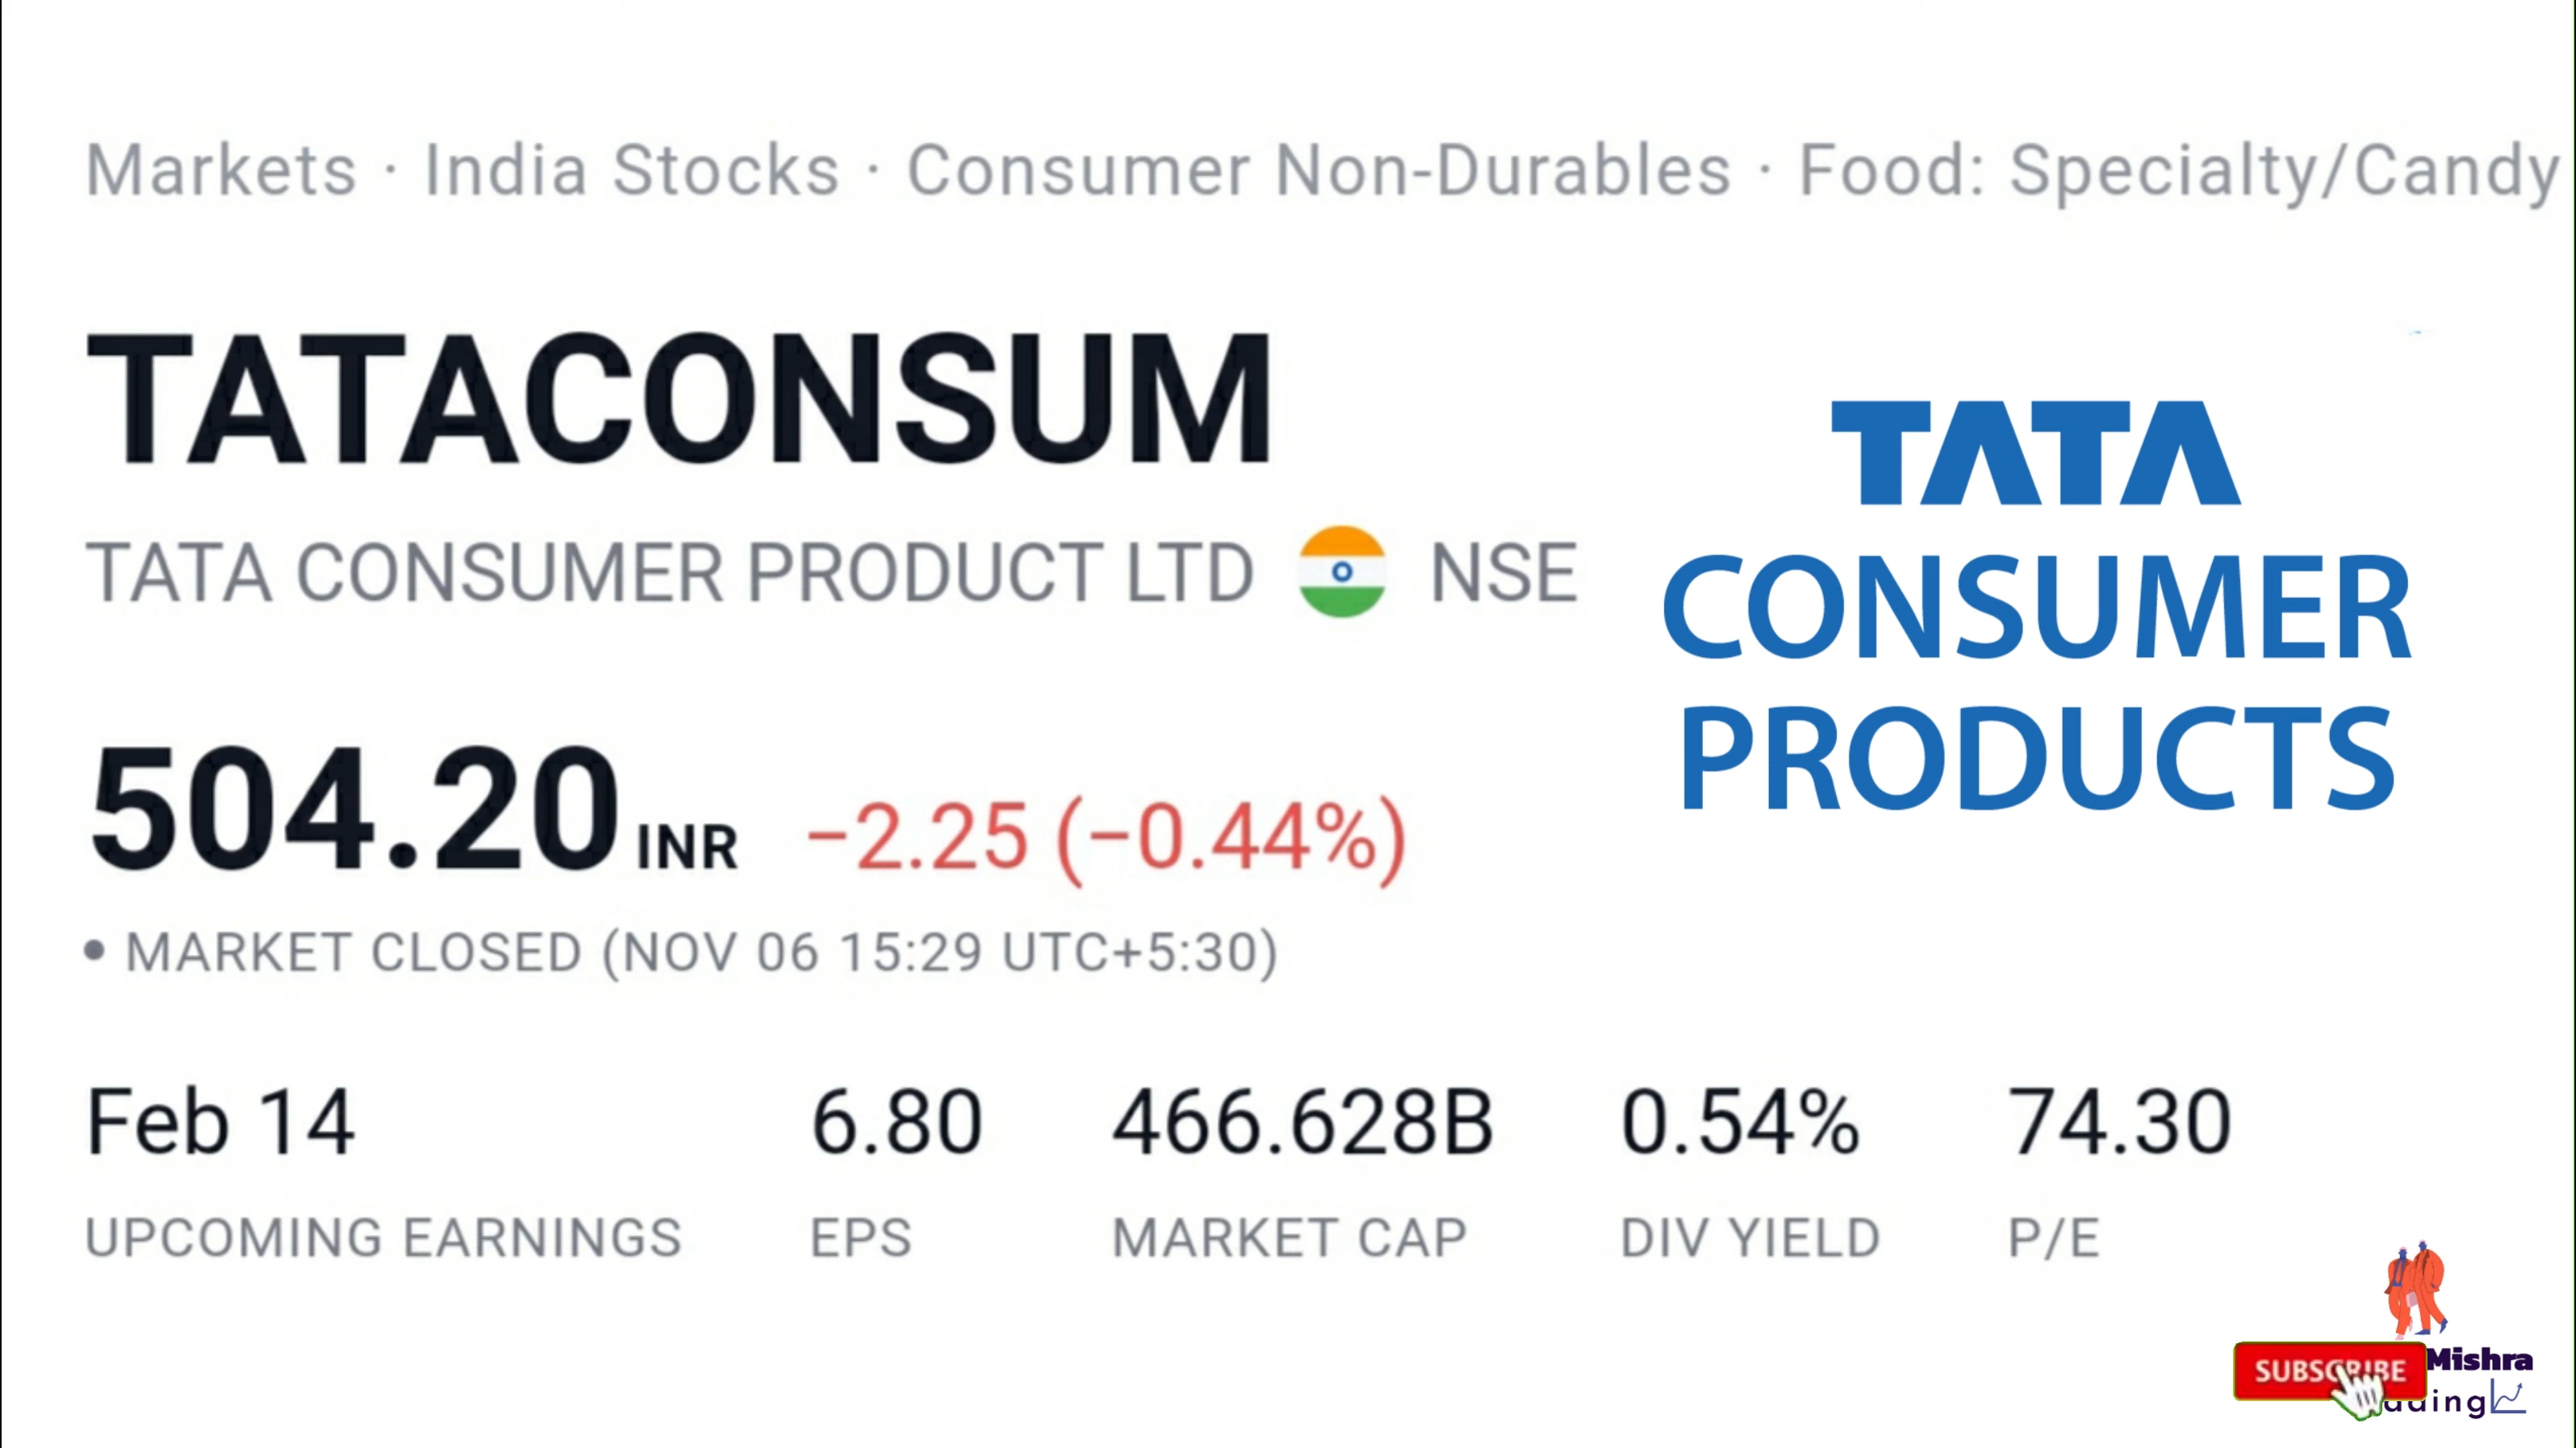 Markets · India Stocks · Consumer Non-Durables · Food: Specialty/Candy
TATACONSUM
TATA CONSUMER PRODUCT LTD NSE
TATA
CONSUMER
PRODUCTS
504.20 INR −2.25 (−0.44%)
• MARKET CLOSED (NOV 06 15:29 UTC+5:30)
Feb 14 6.80 466.628B 0.54% 74.30
UPCOMING EARNINGS EPS MARKET CAP DIV YIELD P/E
SUBSCRIBE Mishra